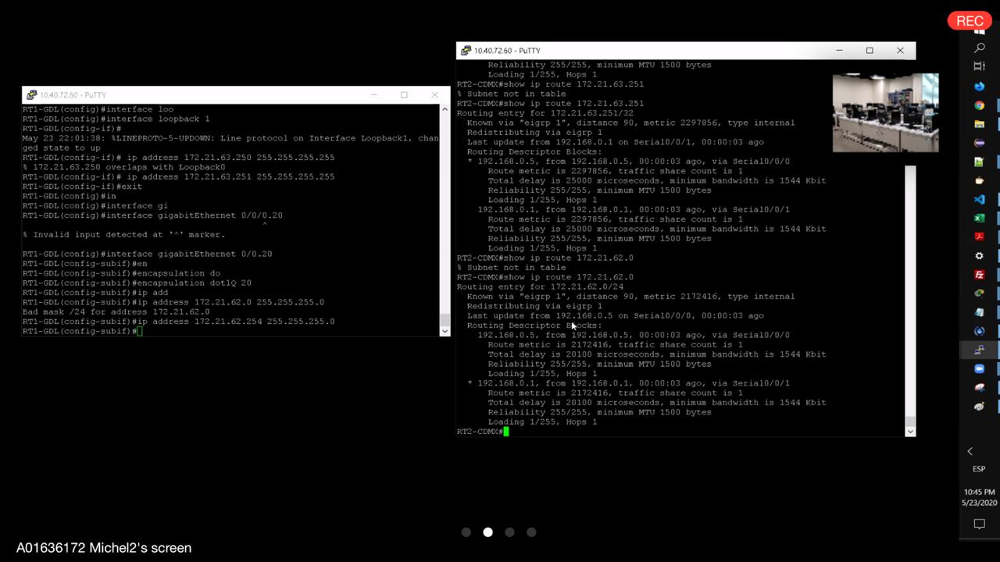 REC
10.40.72.60 - PuTTY
RT1-GDL(config)#interface loo
RT1-GDL(config)#interface loopback 1
RT1-GDL(config-if)#
May 23 22:01:38: %LINEPROTO-5-UPDOWN: Line protocol on Interface Loopback1, chan
ged state to up
RT1-GDL(config-if)# ip address 172.21.63.250 255.255.255.255
% 172.21.63.250 overlaps with Loopback0
RT1-GDL(config-if)# ip address 172.21.63.251 255.255.255.255
RT1-GDL(config-if)#exit
RT1-GDL(config)#in
RT1-GDL(config)#interface gi
RT1-GDL(config)#interface gigabitEthernet 0/0/0.20
^
% Invalid input detected at '^' marker.
RT1-GDL(config)#interface gigabitEthernet 0/0.20
RT1-GDL(config-subif)#en
RT1-GDL(config-subif)#encapsulation do
RT1-GDL(config-subif)#encapsulation dot1Q 20
RT1-GDL(config-subif)#ip add
RT1-GDL(config-subif)#ip address 172.21.62.0 255.255.255.0
Bad mask /24 for address 172.21.62.0
RT1-GDL(config-subif)#ip address 172.21.62.254 255.255.255.0
RT1-GDL(config-subif)#
10.40.72.60 - PuTTY
Reliability 255/255, minimum MTU 1500 bytes
Loading 1/255, Hops 1
RT2-CDMX#show ip route 172.21.63.251
% Subnet not in table
RT2-CDMX#show ip route 172.21.63.251
Routing entry for 172.21.63.251/32
Known via "eigrp 1", distance 90, metric 2297856, type internal
Redistributing via eigrp 1
Last update from 192.168.0.1 on Serial0/0/1, 00:00:03 ago
Routing Descriptor Blocks:
* 192.168.0.5, from 192.168.0.5, 00:00:03 ago, via Serial0/0/0
Route metric is 2297856, traffic share count is 1
Total delay is 25000 microseconds, minimum bandwidth is 1544 Kbit
Reliability 255/255, minimum MTU 1500 bytes
Loading 1/255, Hops 1
192.168.0.1, from 192.168.0.1, 00:00:03 ago, via Serial0/0/1
Route metric is 2297856, traffic share count is 1
Total delay is 25000 microseconds, minimum bandwidth is 1544 Kbit
Reliability 255/255, minimum MTU 1500 bytes
Loading 1/255, Hops 1
RT2-CDMX#show ip route 172.21.62.0
% Subnet not in table
RT2-CDMX#show ip route 172.21.62.0
Routing entry for 172.21.62.0/24
Known via "eigrp 1", distance 90, metric 2172416, type internal
Redistributing via eigrp 1
Last update from 192.168.0.5 on Serial0/0/0, 00:00:03 ago
Routing Descriptor Blocks:
192.168.0.5, from 192.168.0.5, 00:00:03 ago, via Serial0/0/0
Route metric is 2172416, traffic share count is 1
Total delay is 20100 microseconds, minimum bandwidth is 1544 Kbit
Reliability 255/255, minimum MTU 1500 bytes
Loading 1/255, Hops 1
* 192.168.0.1, from 192.168.0.1, 00:00:03 ago, via Serial0/0/1
Route metric is 2172416, traffic share count is 1
Total delay is 20100 microseconds, minimum bandwidth is 1544 Kbit
Reliability 255/255, minimum MTU 1500 bytes
Loading 1/255, Hops 1
RT2-CDMX#
ESP
10:45 PM
5/23/2020
A01636172 Michel2's screen